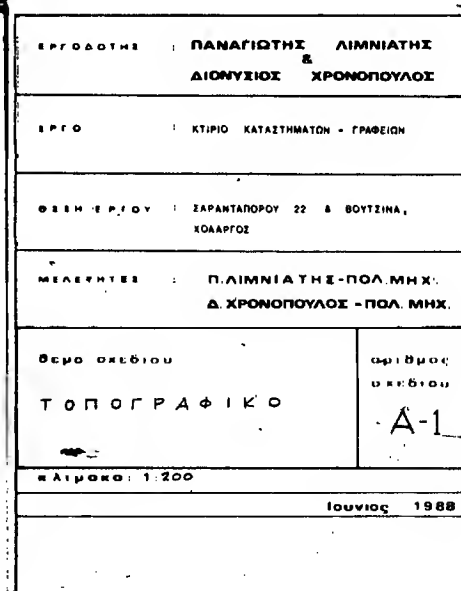 ΕΡΓΟΔΟΤΗΣ : ΠΑΝΑΓΙΩΤΗΣ ΛΙΜΝΙΑΤΗΣ
&
ΔΙΟΝΥΣΙΟΣ ΧΡΟΝΟΠΟΥΛΟΣ
ΕΡΓΟ : ΚΤΙΡΙΟ ΚΑΤΑΣΤΗΜΑΤΩΝ - ΓΡΑΦΕΙΩΝ
ΘΕΣΗ ΕΡΓΟΥ : ΣΑΡΑΝΤΑΠΟΡΟΥ 22 & ΒΟΥΤΣΙΝΑ,
ΧΟΛΑΡΓΟΣ
ΜΕΛΕΤΗΤΕΣ : Π.ΛΙΜΝΙΑΤΗΣ-ΠΟΛ.ΜΗΧ.
Δ.ΧΡΟΝΟΠΟΥΛΟΣ - ΠΟΛ. ΜΗΧ.
θεμα σχεδιου
ΤΟΠΟΓΡΑΦΙΚΟ
αριθμος
σχεδιου
Α-1
κλιμακα: 1:200
Ιουνιος 1988